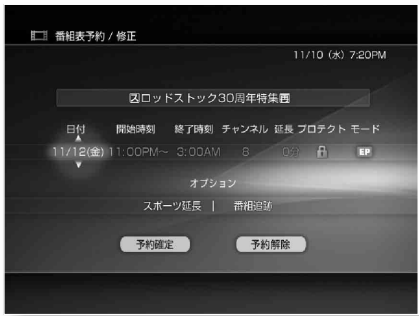 番組表予約 / 修正
11/10 (水) 7:20PM
🈡ロッドストック30周年特集🈞
日付 開始時刻 終了時刻 チャンネル 延長 プロテクト モード
11/12(金) 11:00PM~ 3:00AM 8 0分 EP
オプション
スポーツ延長 | 番組追跡
予約確定 予約解除